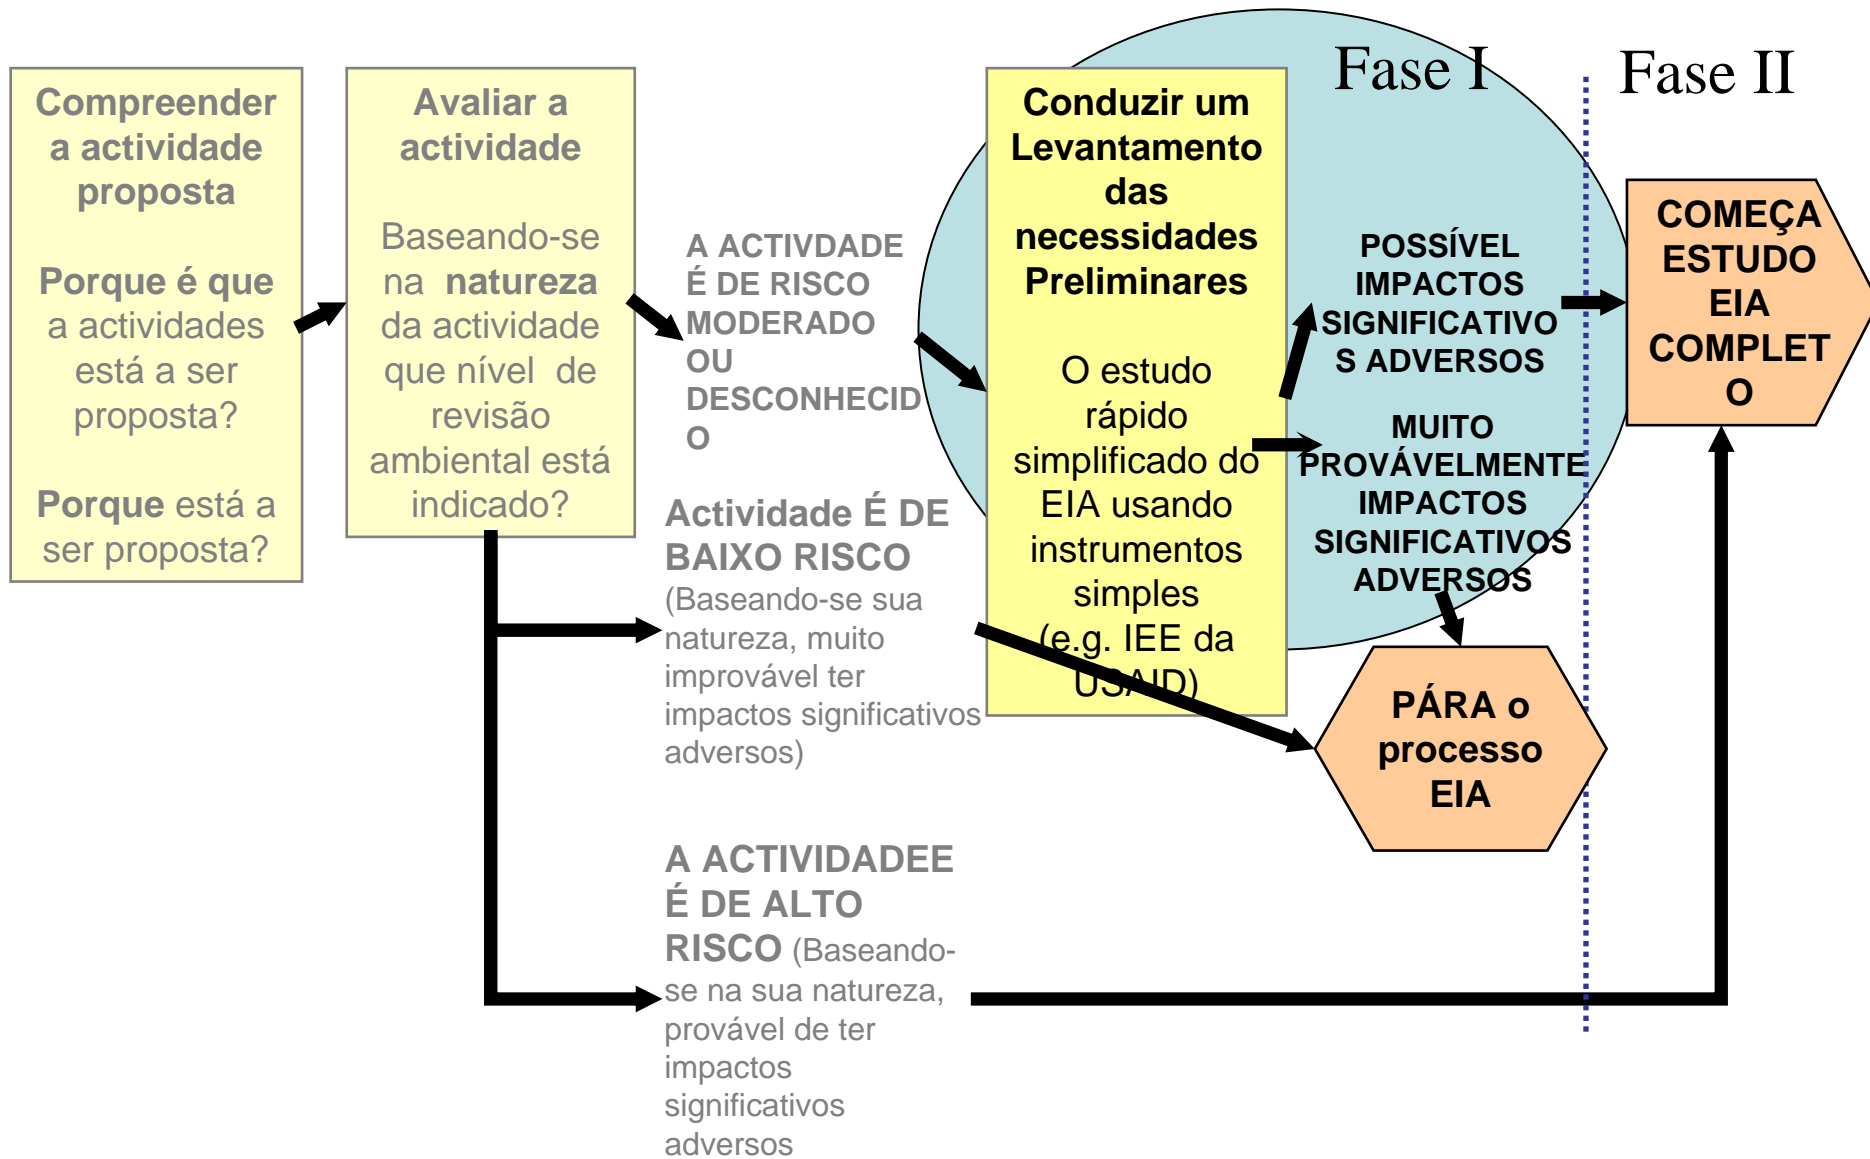 Compreender
a actividade
proposta
Porque é que
a actividades
está a ser
proposta?
Porque está a
ser proposta?
Avaliar a
actividade
Baseando-se
na natureza
da actividade
que nível de
revisão
ambiental está
indicado?
A ACTIVDADE
É DE RISCO
MODERADO
OU
DESCONHECID
O
Actividade É DE
BAIXO RISCO
(Baseando-se sua
natureza, muito
improvável ter
impactos significativos
adversos)
A ACTIVIDADEE
É DE ALTO
RISCO (Baseando-
se na sua natureza,
provável de ter
impactos
significativos
adversos
Conduzir um
Levantamento
das
necessidades
Preliminares
O estudo
rápido
simplificado do
EIA usando
instrumentos
simples
(e.g. IEE da
USAID)
Fase I
POSSÍVEL
IMPACTOS
SIGNIFICATIVO
S ADVERSOS
MUITO
PROVÁVELMENTE
IMPACTOS
SIGNIFICATIVOS
ADVERSOS
PÁRA o
processo
EIA
Fase II
COMEÇA
ESTUDO
EIA
COMPLET
O